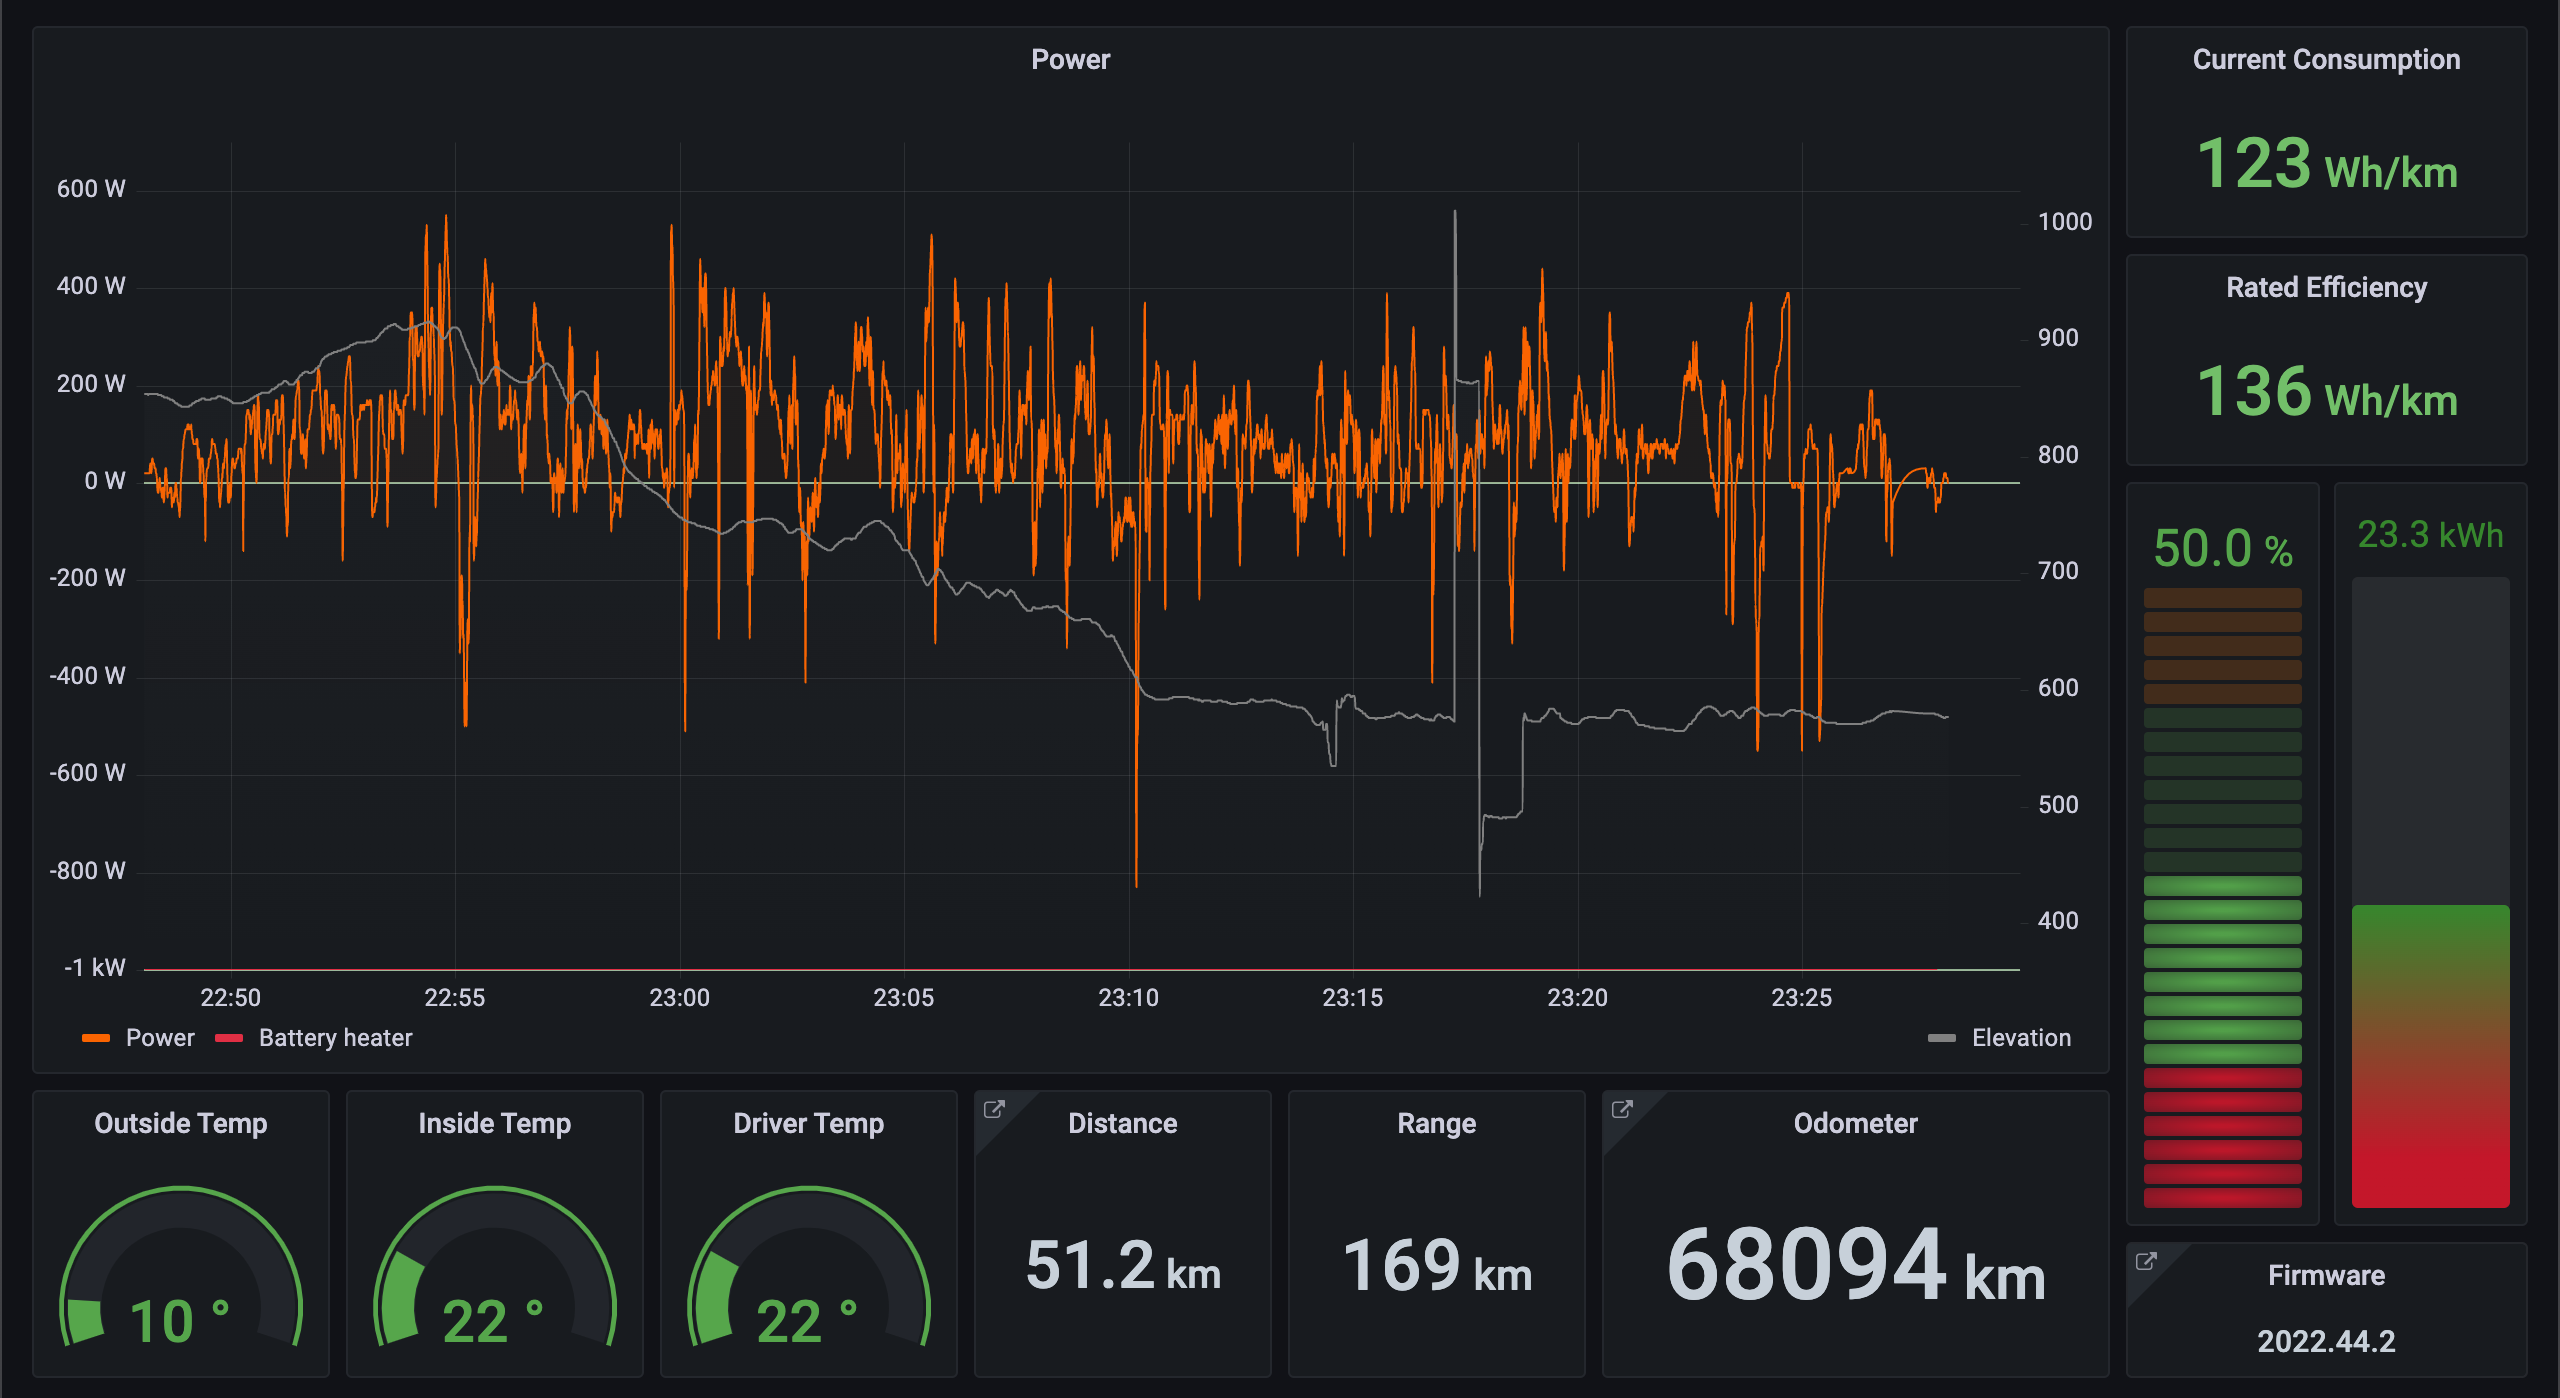 Power
600 W
400 W
200 W
0 W
-200 W
-400 W
-600 W
-800 W
-1 kW
1000
900
800
700
600
500
400
22:50 22:55 23:00 23:05 23:10 23:15 23:20 23:25
Power Battery heater Elevation
Current Consumption
123 Wh/km
Rated Efficiency
136 Wh/km
50.0 %
23.3 kWh
Outside Temp
10 °
Inside Temp
22 °
Driver Temp
22 °
Distance
51.2 km
Range
169 km
Odometer
68094 km
Firmware
2022.44.2